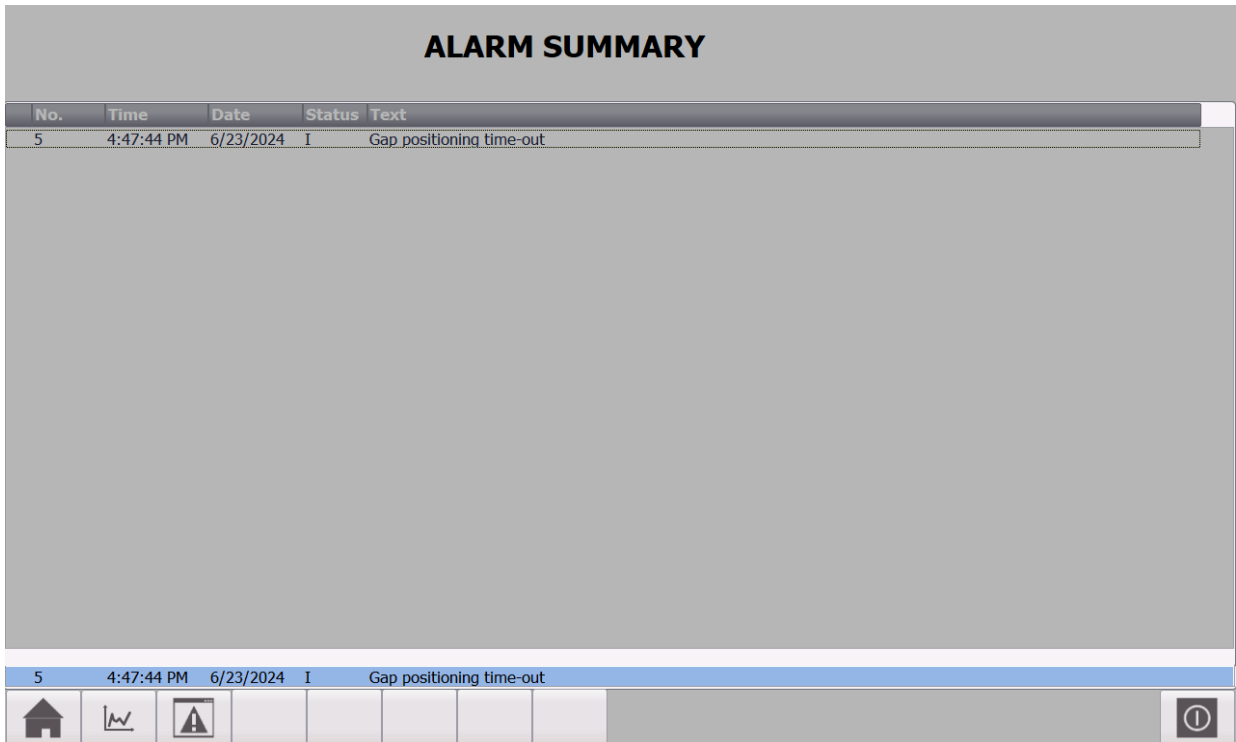 ALARM SUMMARY
No. Time Date Status Text
5 4:47:44 PM 6/23/2024 I Gap positioning time-out
5 4:47:44 PM 6/23/2024 I Gap positioning time-out